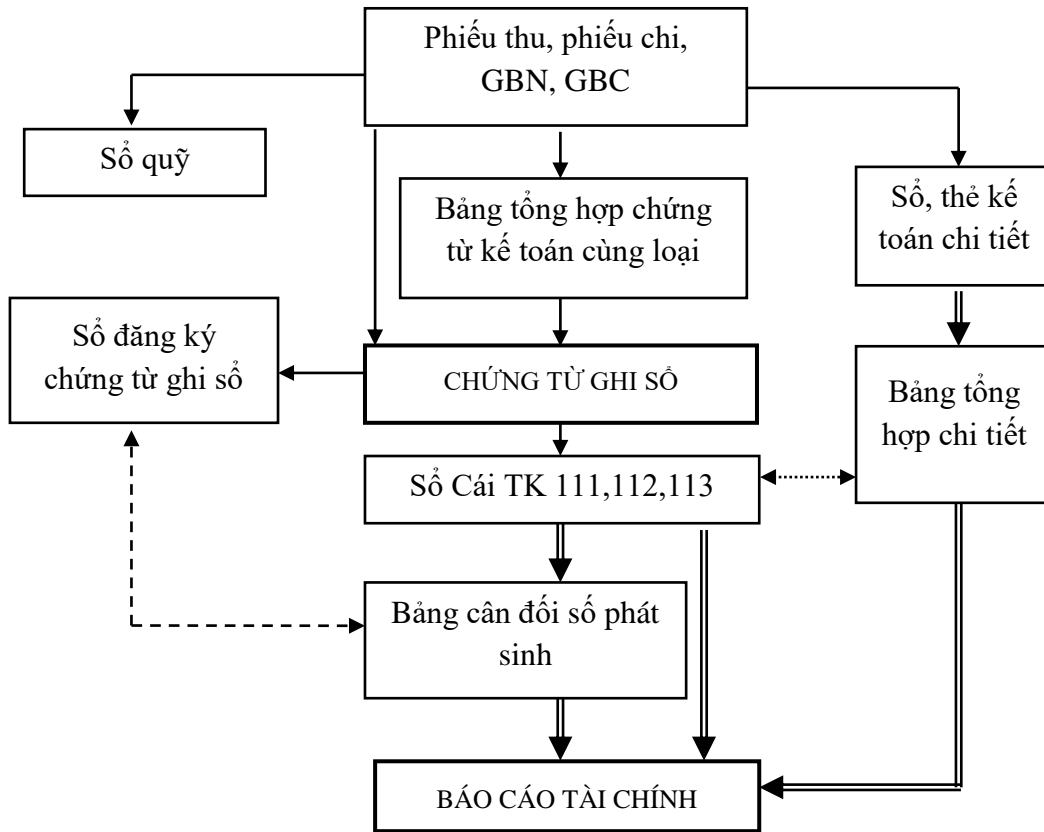 Phiếu thu, phiếu chi,
GBN, GBC
Sổ quỹ
Bảng tổng hợp chứng
từ kế toán cùng loại
Sổ, thẻ kế
toán chi tiết
Sổ đăng ký
chứng từ ghi sổ
CHỨNG TỪ GHI SỔ
Bảng tổng
hợp chi tiết
Sổ Cái TK 111,112,113
Bảng cân đối số phát
sinh
BÁO CÁO TÀI CHÍNH